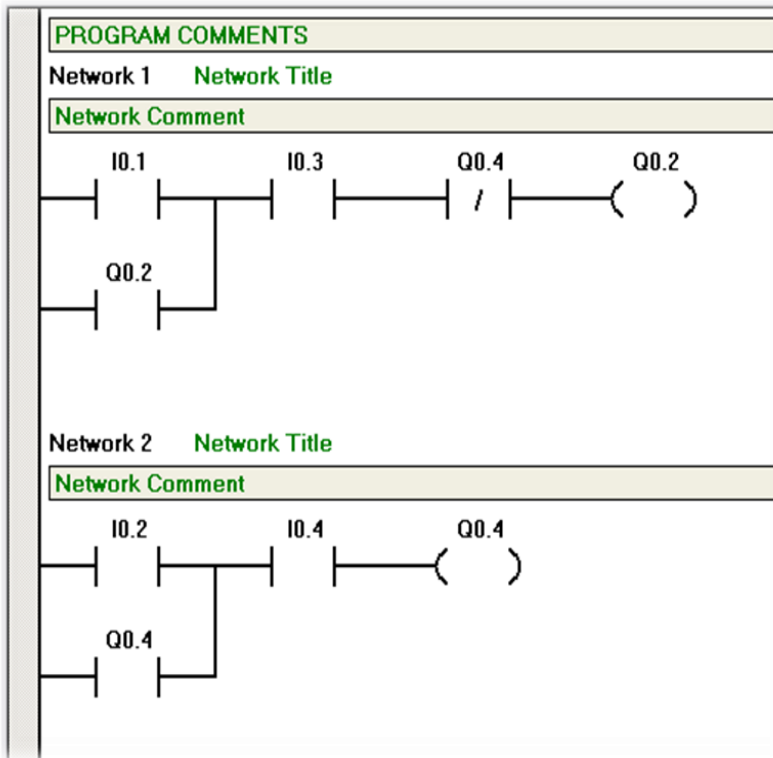 PROGRAM COMMENTS
Network 1 Network Title
Network Comment
I0.1 I0.3 Q0.4 Q0.2
/
Q0.2
Network 2 Network Title
Network Comment
I0.2 I0.4 Q0.4
Q0.4